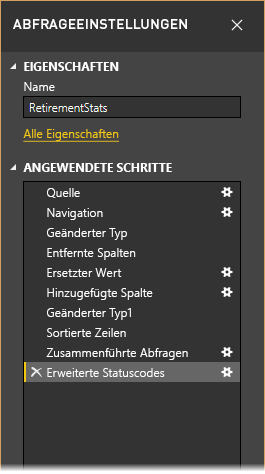 ABFRAGEEINSTELLUNGEN
EIGENSCHAFTEN
Name
RetirementStats
Alle Eigenschaften
ANGEWENDETE SCHRITTE
Quelle
Navigation
Geänderter Typ
Entfernte Spalten
Ersetzter Wert
Hinzugefügte Spalte
Geänderter Typ1
Sortierte Zeilen
Zusammenführte Abfragen
Erweiterte Statuscodes